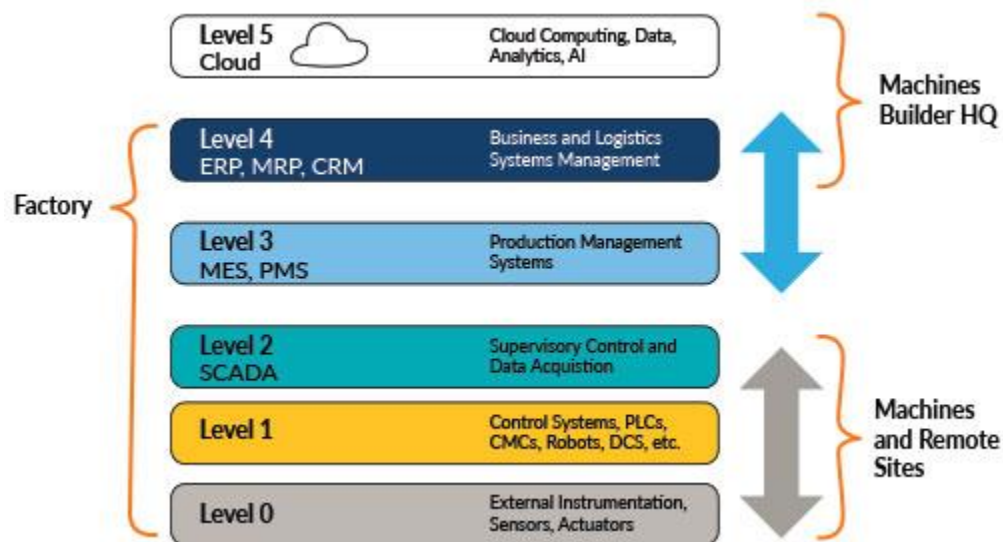 Level 5
Cloud
Cloud Computing, Data,
Analytics, AI
Machines
Builder HQ
Level 4
ERP, MRP, CRM
Business and Logistics
Systems Management
Factory
Level 3
MES, PMS
Production Management
Systems
Level 2
SCADA
Supervisory Control and
Data Acquistion
Level 1
Control Systems, PLCs,
CMCs, Robots, DCS, etc.
Machines
and Remote
Sites
Level 0
External Instrumentation,
Sensors, Actuators